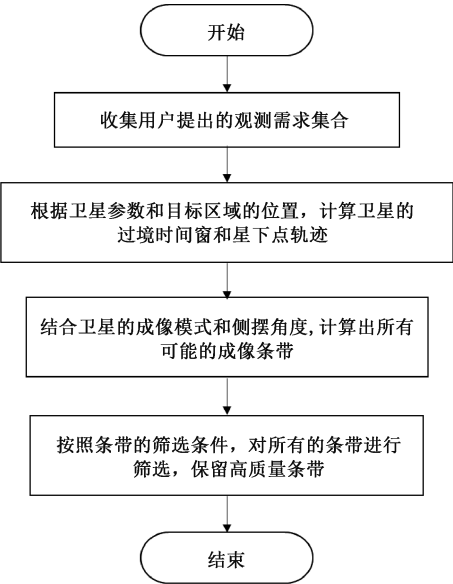 开始
收集用户提出的观测需求集合
根据卫星参数和目标区域的位置，计算卫星的
过境时间窗和星下点轨迹
结合卫星的成像模式和侧摆角度,计算出所有
可能的成像条带
按照条带的筛选条件，对所有的条带进行
筛选，保留高质量条带
结束